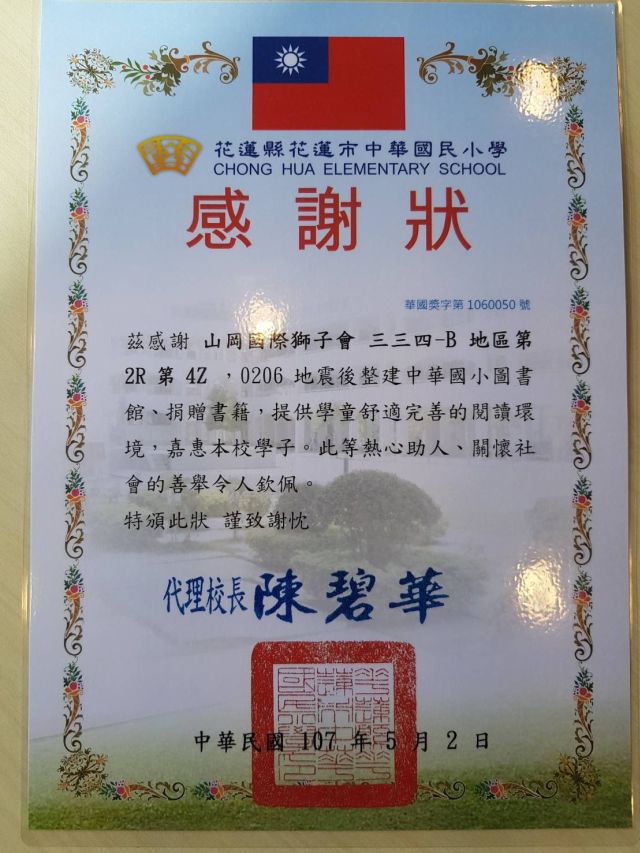 花蓮縣花蓮市中華國民小學
CHONG HUA ELEMENTARY SCHOOL
感謝狀
華國獎字第 1060050 號
茲感謝 山岡國際獅子會 三三四-B 地區第
2R 第 4Z ，0206 地震後整建中華國小圖書
館、捐贈書籍，提供學童舒適完善的閱讀環
境，嘉惠本校學子。此等熱心助人、關懷社
會的善舉令人欽佩。
特頒此狀 謹致謝忱
代理校長 陳碧華
中華民國 107 年 5 月 2 日